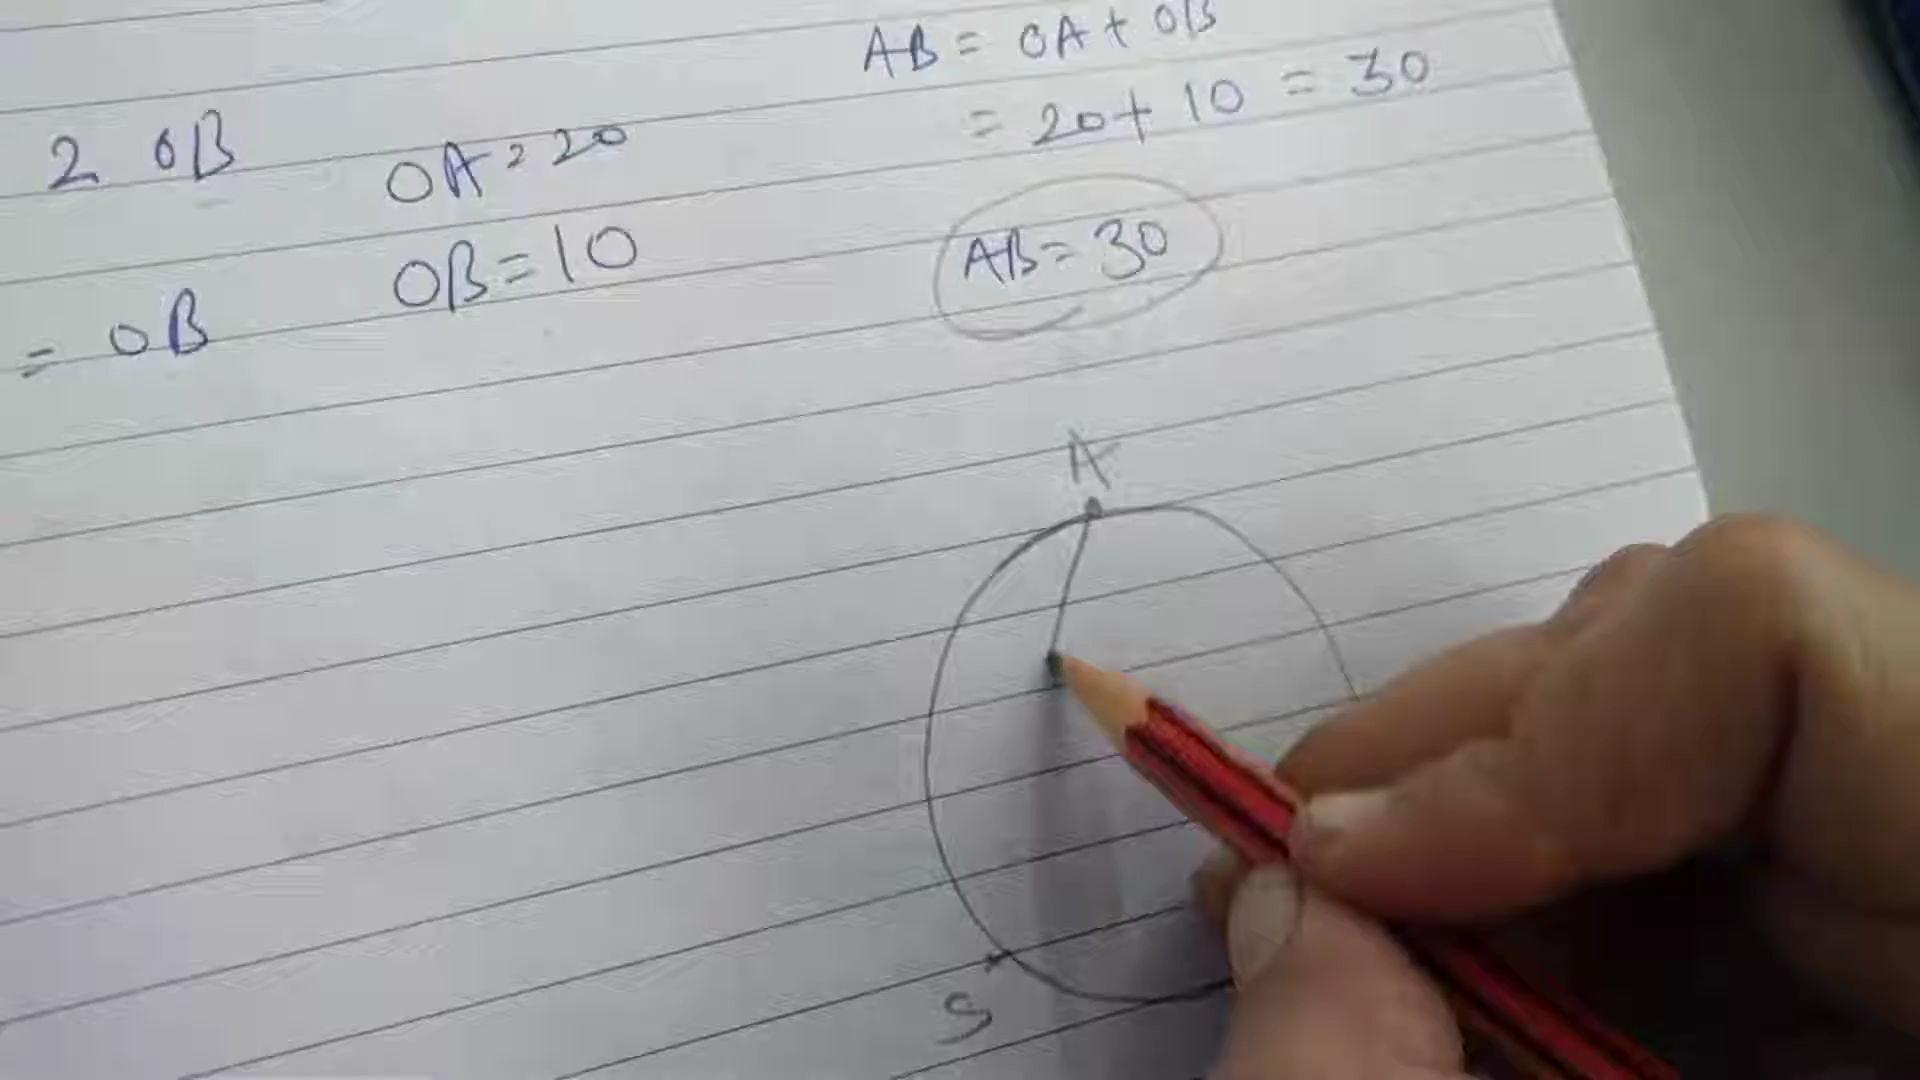 AB = OA + OB
= 20 + 10 = 30
2 OB
OA = 20
OB = 10
AB = 30
= OB
A
S